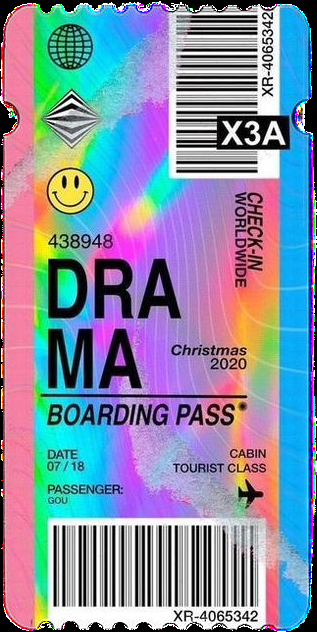 XR-4065342
X3A
CHECK-IN
WORLDWIDE
438948
DRA
MA
Christmas
2020
BOARDING PASS*
DATE
07 / 18
CABIN
TOURIST CLASS
PASSENGER:
GOU
XR-4065342